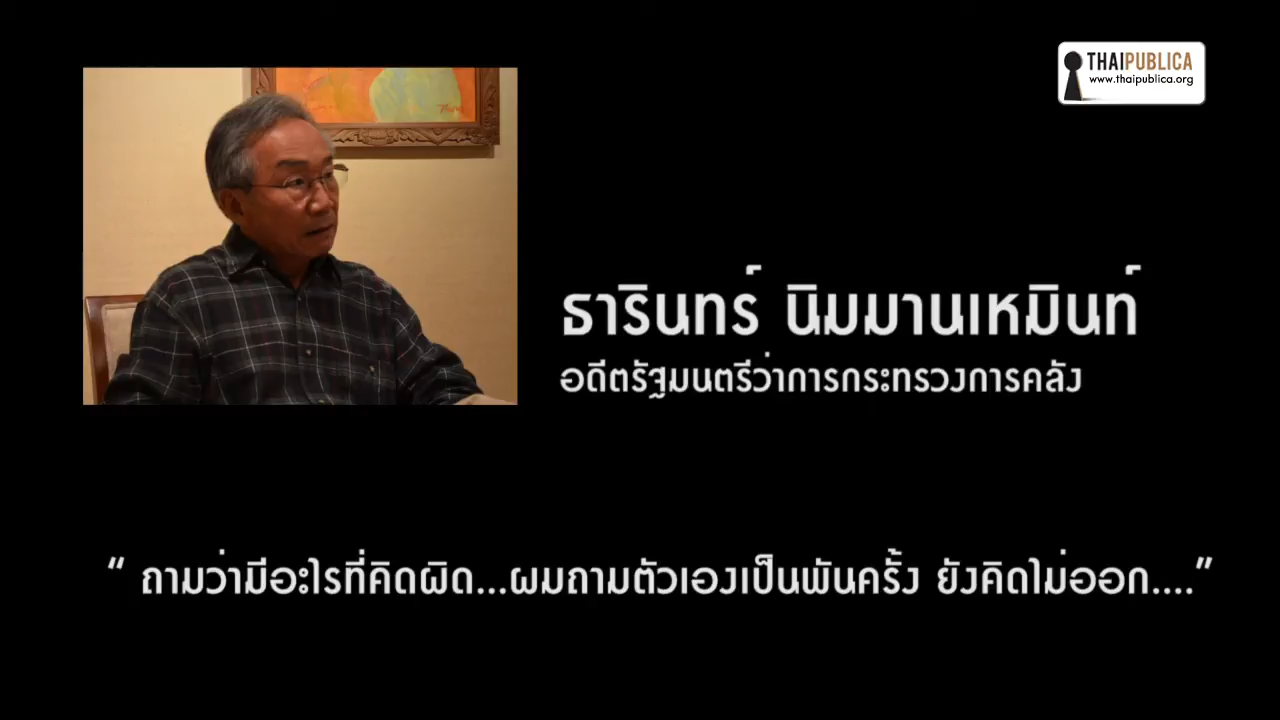 THAIPUBLICA
www.thaipublica.org
ธารินทร์ นิมมานเหมินท์
อดีตรัฐมนตรีว่าการกระทรวงการคลัง
“ ถามว่ามีอะไรที่คิดผิด...ผมถามตัวเองเป็นพันครั้ง ยังคิดไม่ออก....”